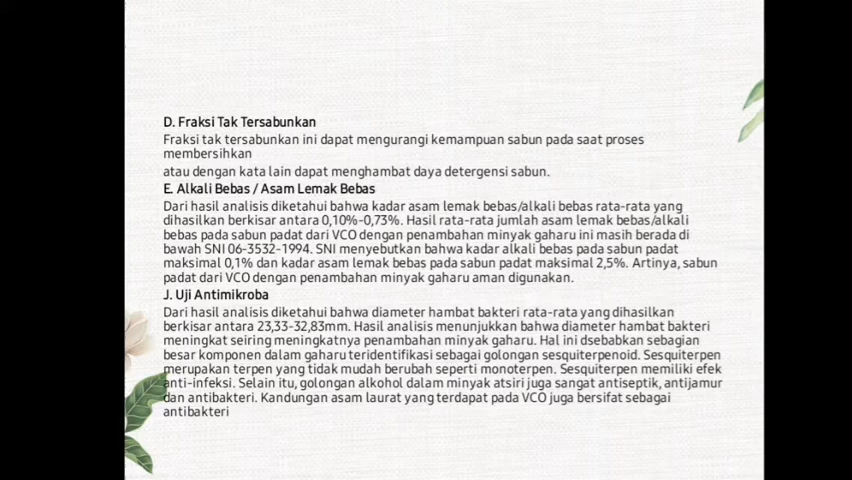 D. Fraksi Tak Tersabunkan
Fraksi tak tersabunkan ini dapat mengurangi kemampuan sabun pada saat proses
membersihkan
atau dengan kata lain dapat menghambat daya detergensi sabun.
E. Alkali Bebas / Asam Lemak Bebas
Dari hasil analisis diketahui bahwa kadar asam lemak bebas/alkali bebas rata-rata yang
dihasilkan berkisar antara 0,10%-0,73%. Hasil rata-rata jumlah asam lemak bebas/alkali
bebas pada sabun padat dari VCO dengan penambahan minyak gaharu ini masih berada di
bawah SNI 06-3532-1994. SNI menyebutkan bahwa kadar alkali bebas pada sabun padat
maksimal 0,1% dan kadar asam lemak bebas pada sabun padat maksimal 2,5%. Artinya, sabun
padat dari VCO dengan penambahan minyak gaharu aman digunakan.
J. Uji Antimikroba
Dari hasil analisis diketahui bahwa diameter hambat bakteri rata-rata yang dihasilkan
berkisar antara 23,33-32,83mm. Hasil analisis menunjukkan bahwa diameter hambat bakteri
meningkat seiring meningkatnya penambahan minyak gaharu. Hal ini dsebabkan sebagian
besar komponen dalam gaharu teridentifikasi sebagai golongan sesquiterpenoid. Sesquiterpen
merupakan terpen yang tidak mudah berubah seperti monoterpen. Sesquiterpen memiliki efek
anti-infeksi. Selain itu, golongan alkohol dalam minyak atsiri juga sangat antiseptik, antijamur
dan antibakteri. Kandungan asam laurat yang terdapat pada VCO juga bersifat sebagai
antibakteri